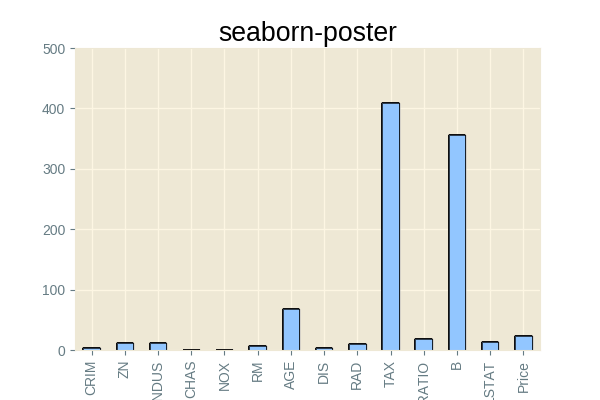 seaborn-poster
500
400
300
200
100
0
CRIM
ZN
NDUS
CHAS
NOX
RM
AGE
DIS
RAD
TAX
RATIO
B
STAT
Price